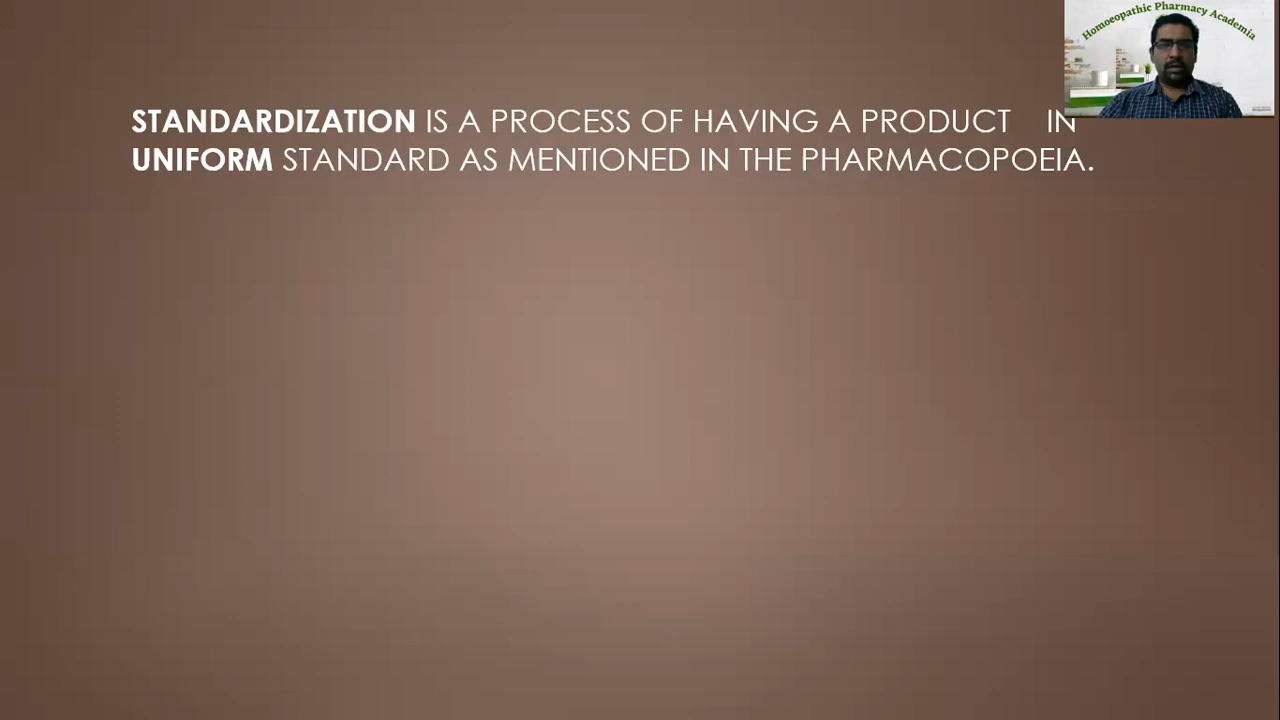 Homoeopathic Pharmacy Academia
STANDARDIZATION IS A PROCESS OF HAVING A PRODUCT IN
UNIFORM STANDARD AS MENTIONED IN THE PHARMACOPOEIA.